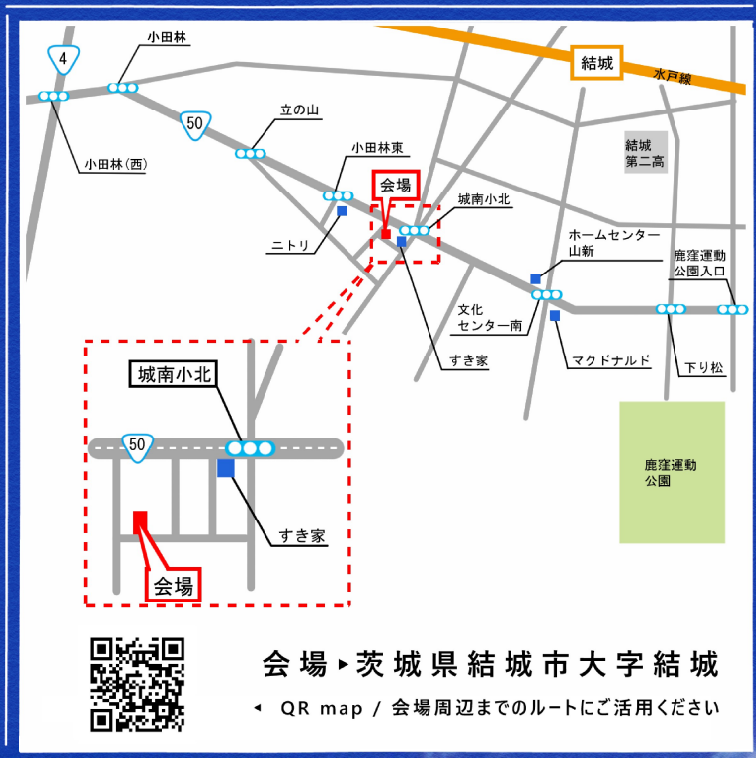 小田林
4
結城
水戸線
50
立の山
小田林(西)
小田林東
結城
第二高
会場
城南小北
ホームセンター
山新
鹿窪運動
公園入口
ニトリ
文化
センター南
すき家
マクドナルド
下り松
城南小北
50
鹿窪運動
公園
すき家
会場
会場▶茨城県結城市大字結城
◀ QR map / 会場周辺までのルートにご活用ください